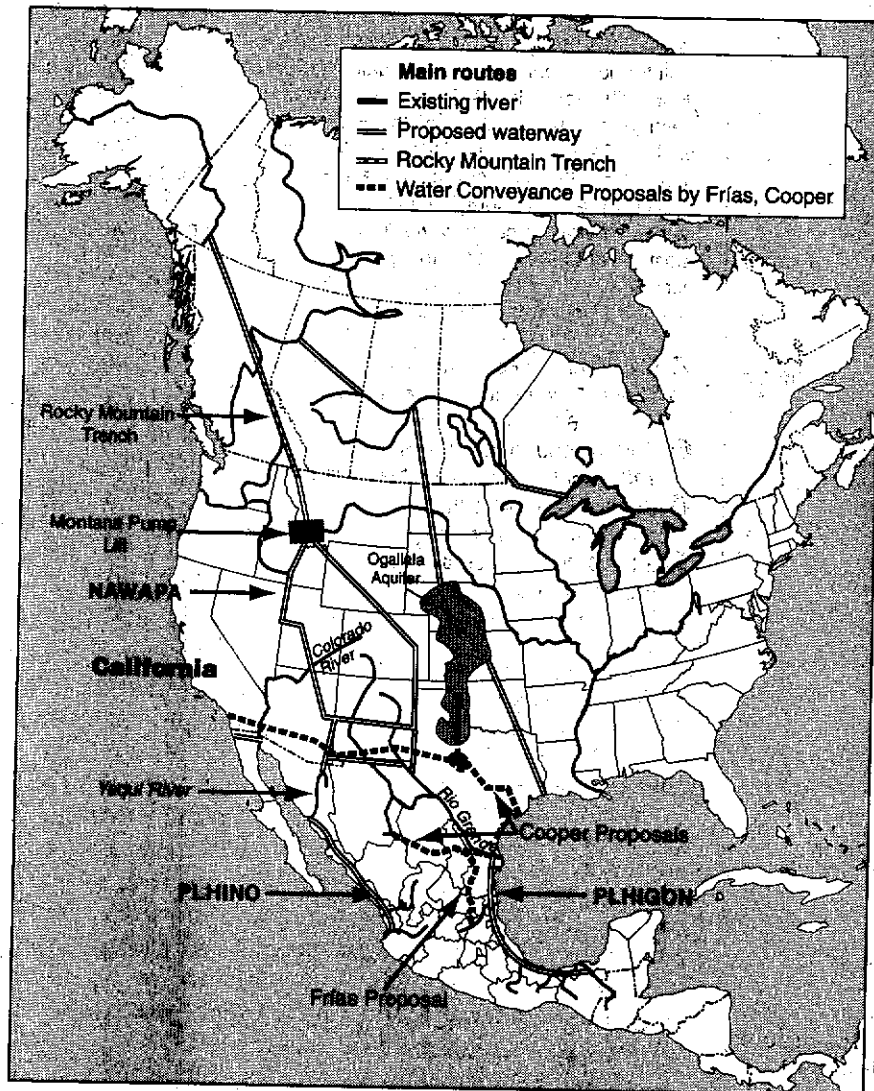 Main routes
Existing river
Proposed waterway
Rocky Mountain Trench
Water Conveyance Proposals by Frías, Cooper
Rocky Mountain
Trench
Montana Pump
Lift
Ogallala
Aquifer
NAWAPA
Colorado
River
California
Yaqui River
Rio Grande
Cooper Proposals
PLHINO
PLHIGON
Frías Proposal